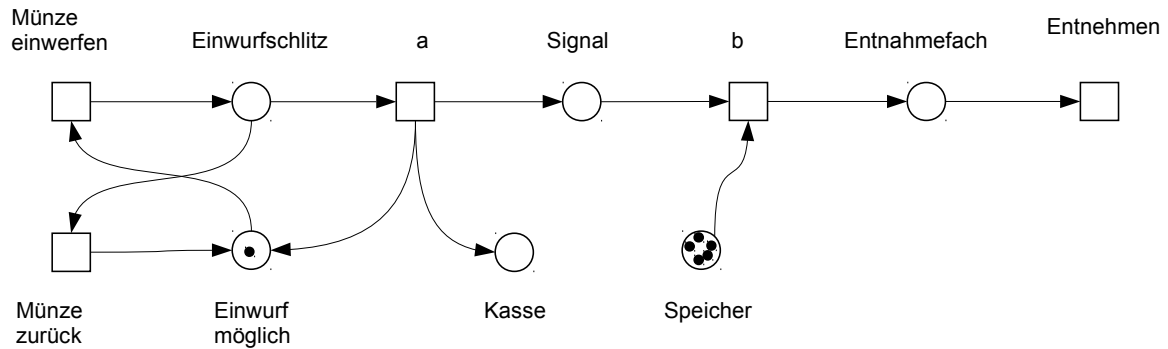 Münze
einwerfen
Einwurfschlitz
a
Signal
b
Entnahmefach
Entnehmen
Münze
zurück
Einwurf
möglich
Kasse
Speicher